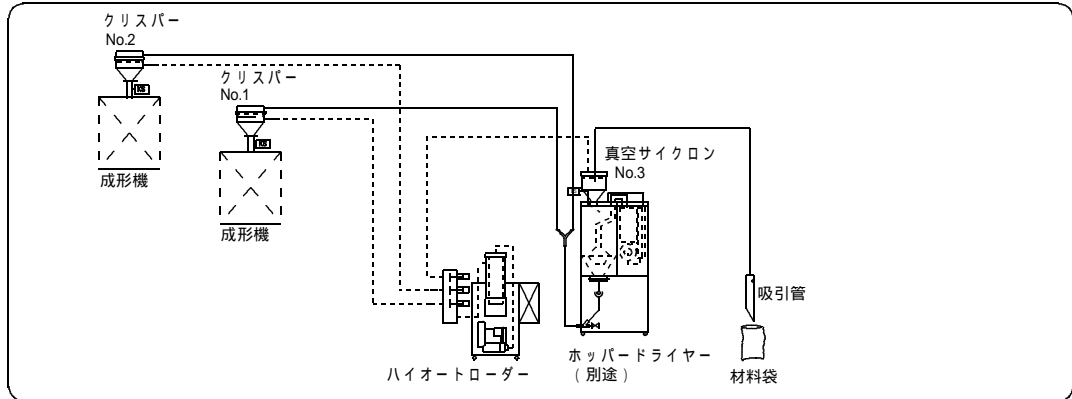 クリスパー
No.2
クリスパー
No.1
成形機
成形機
真空サイクロン
No.3
吸引管
ハイオートローダー
ホッパードライヤー
（別途）
材料袋